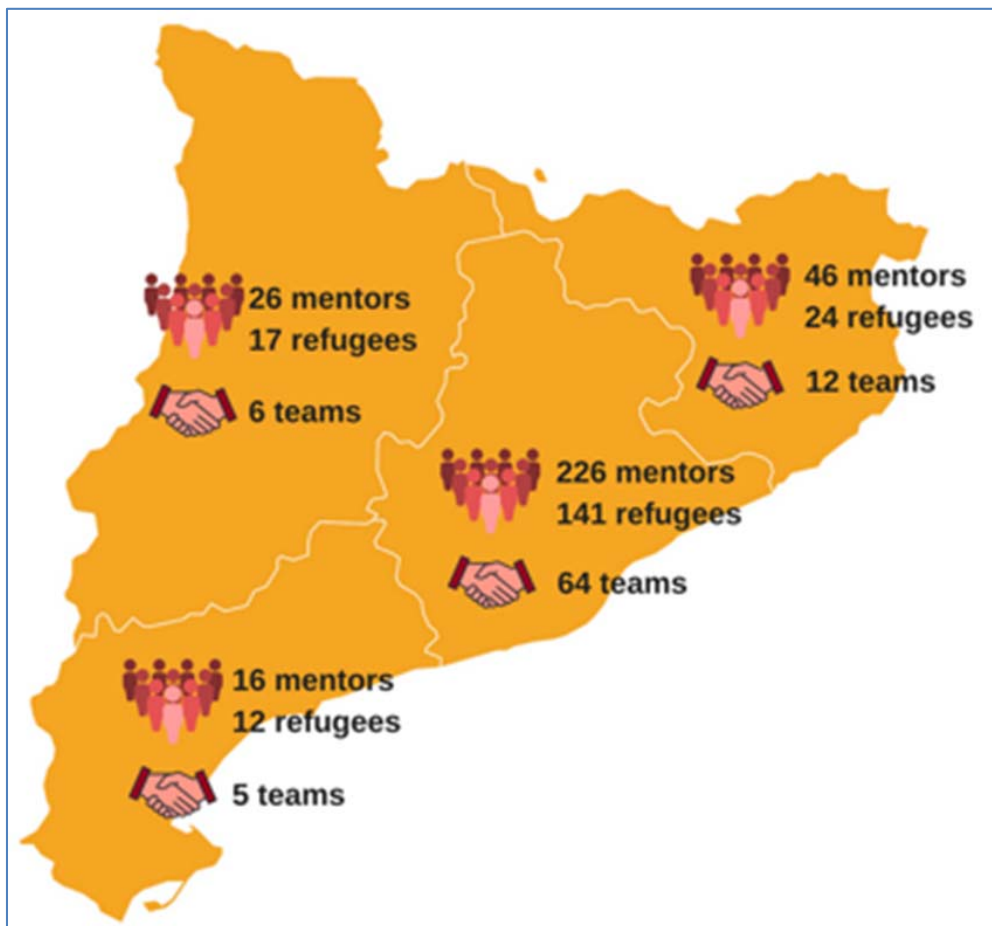 26 mentors
17 refugees
6 teams
46 mentors
24 refugees
12 teams
226 mentors
141 refugees
64 teams
16 mentors
12 refugees
5 teams